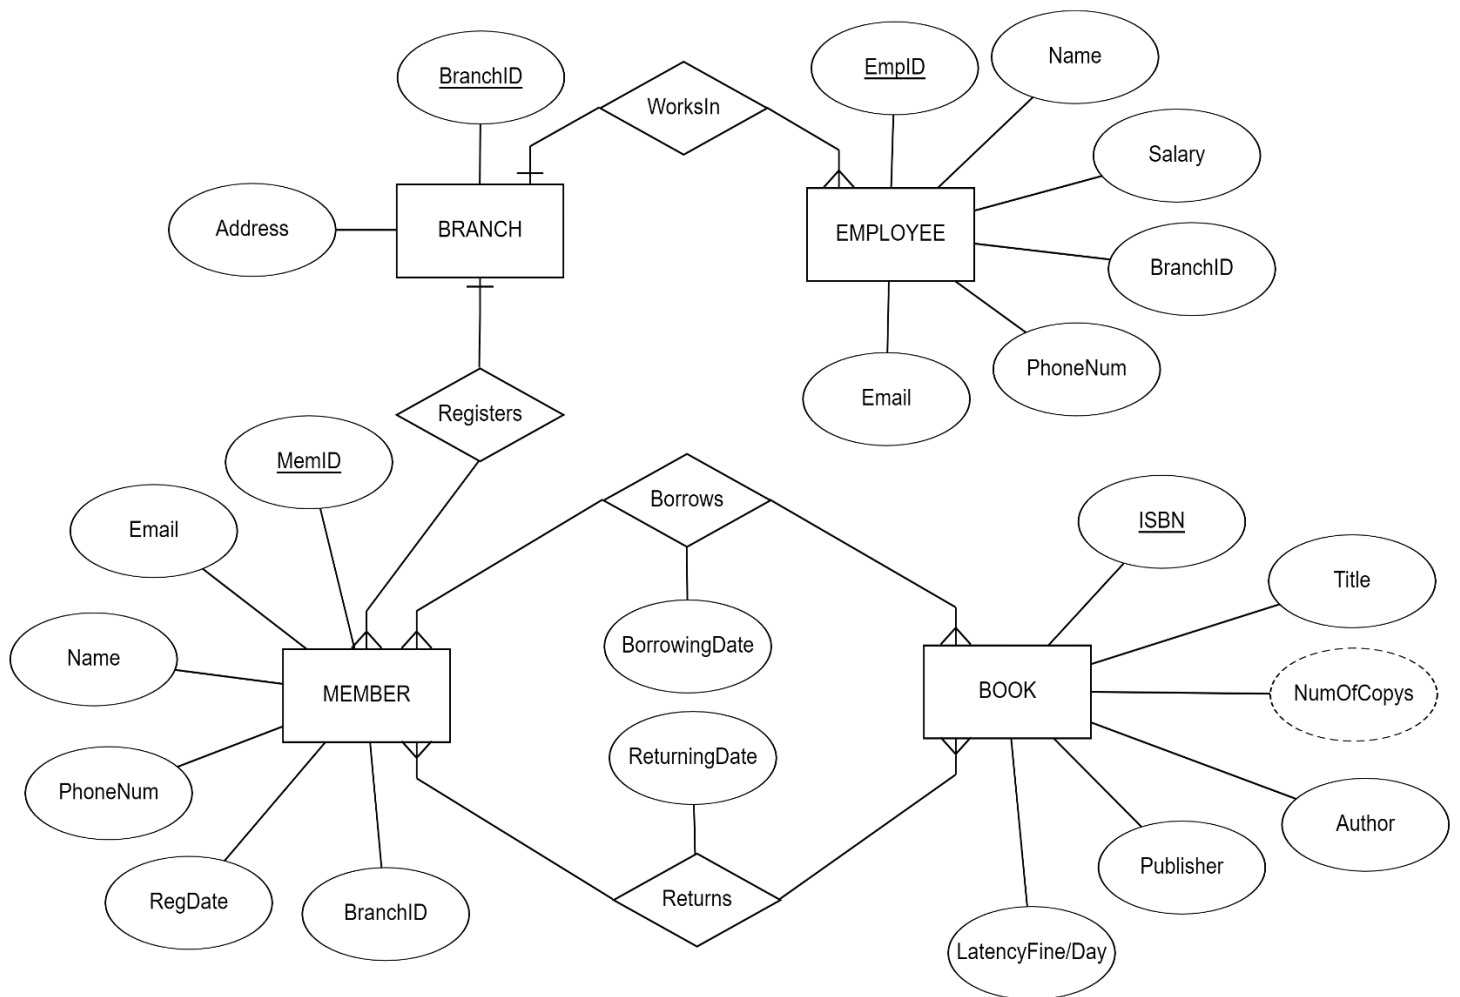 BranchID
WorksIn
EmpID
Name
Salary
Address
BRANCH
EMPLOYEE
BranchID
PhoneNum
Email
Registers
MemID
Email
Borrows
ISBN
Title
Name
BorrowingDate
MEMBER
BOOK
NumOfCopys
ReturningDate
PhoneNum
Author
Publisher
RegDate
BranchID
Returns
LatencyFine/Day